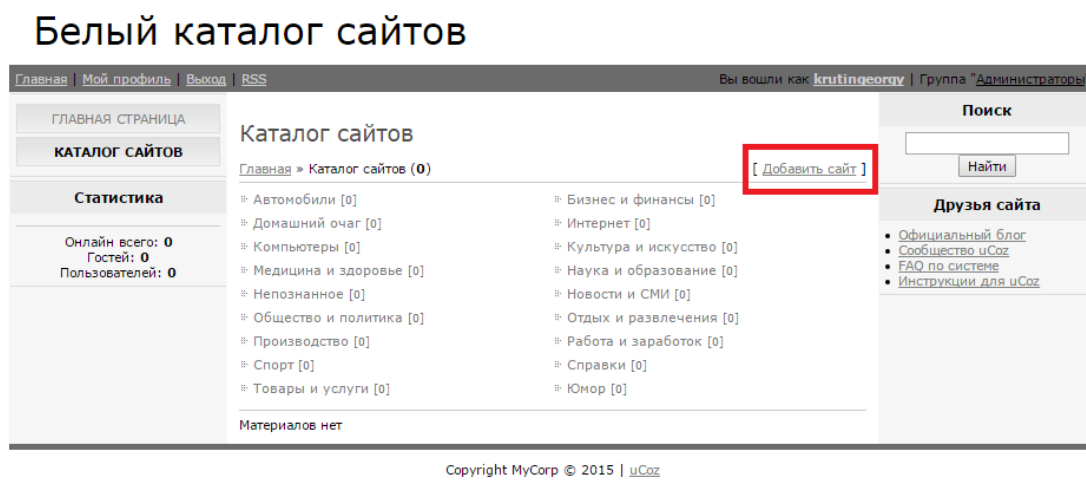 Белый каталог сайтов
Главная | Мой профиль | Выход | RSS
Вы вошли как krutingeorgy | Группа "Администраторы
ГЛАВНАЯ СТРАНИЦА
КАТАЛОГ САЙТОВ
Статистика
Онлайн всего: 0
Гостей: 0
Пользователей: 0
Каталог сайтов
Главная » Каталог сайтов (0)
[ Добавить сайт ]
Автомобили [0]
Бизнес и финансы [0]
Домашний очаг [0]
Интернет [0]
Компьютеры [0]
Культура и искусство [0]
Медицина и здоровье [0]
Наука и образование [0]
Непознанное [0]
Новости и СМИ [0]
Общество и политика [0]
Отдых и развлечения [0]
Производство [0]
Работа и заработок [0]
Спорт [0]
Справки [0]
Товары и услуги [0]
Юмор [0]
Материалов нет
Поиск
Найти
Друзья сайта
Официальный блог
Сообщество uCoz
FAQ по системе
Инструкции для uCoz
Copyright MyCorp © 2015 | uCoz